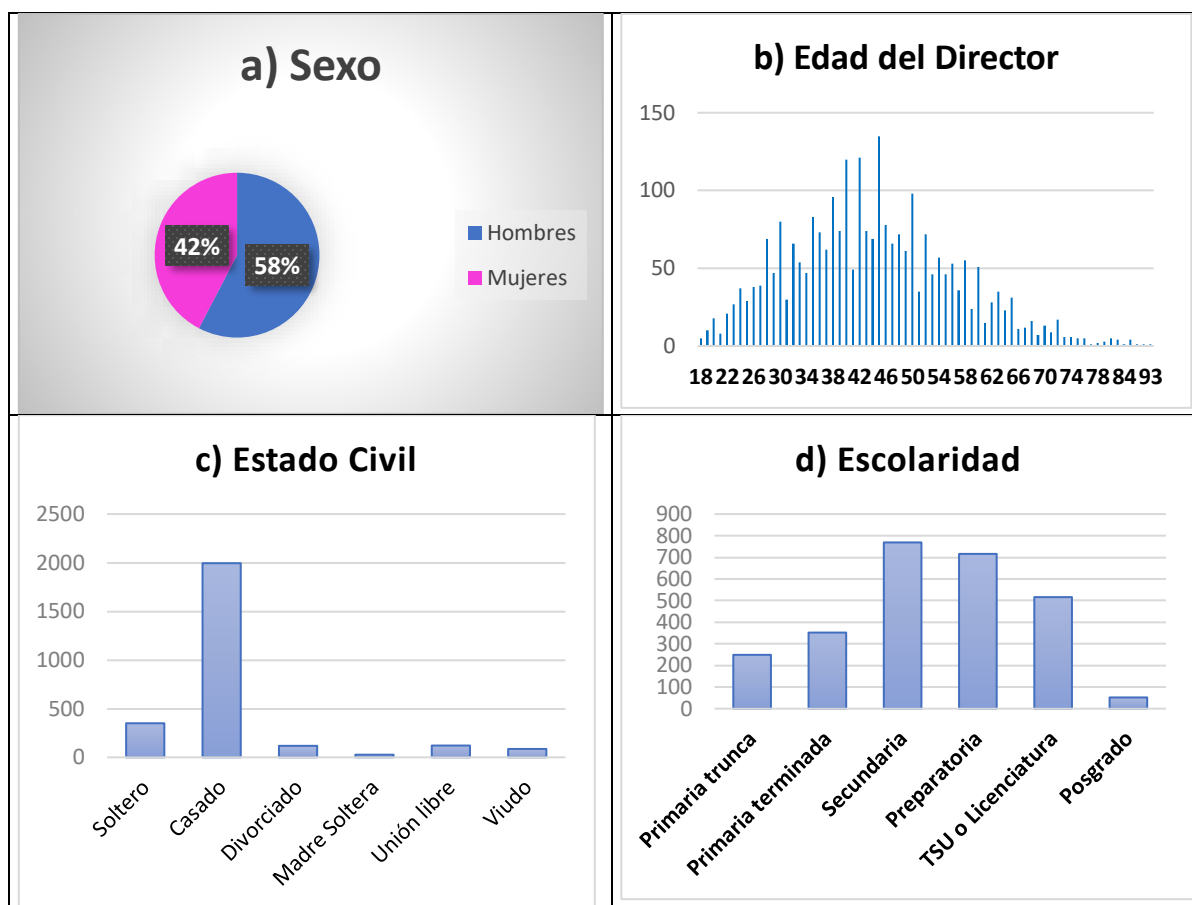 a) Sexo
42%
58%
Hombres
Mujeres
b) Edad del Director
150
100
50
0
18 22 26 30 34 38 42 46 50 54 58 62 66 70 74 78 84 93
c) Estado Civil
2500
2000
1500
1000
500
0
Soltero
Casado
Divorciado
Madre Soltera
Unión libre
Viudo
d) Escolaridad
900
800
700
600
500
400
300
200
100
0
Primaria trunca
Primaria terminada
Secundaria
Preparatoria
TSU o Licenciatura
Posgrado